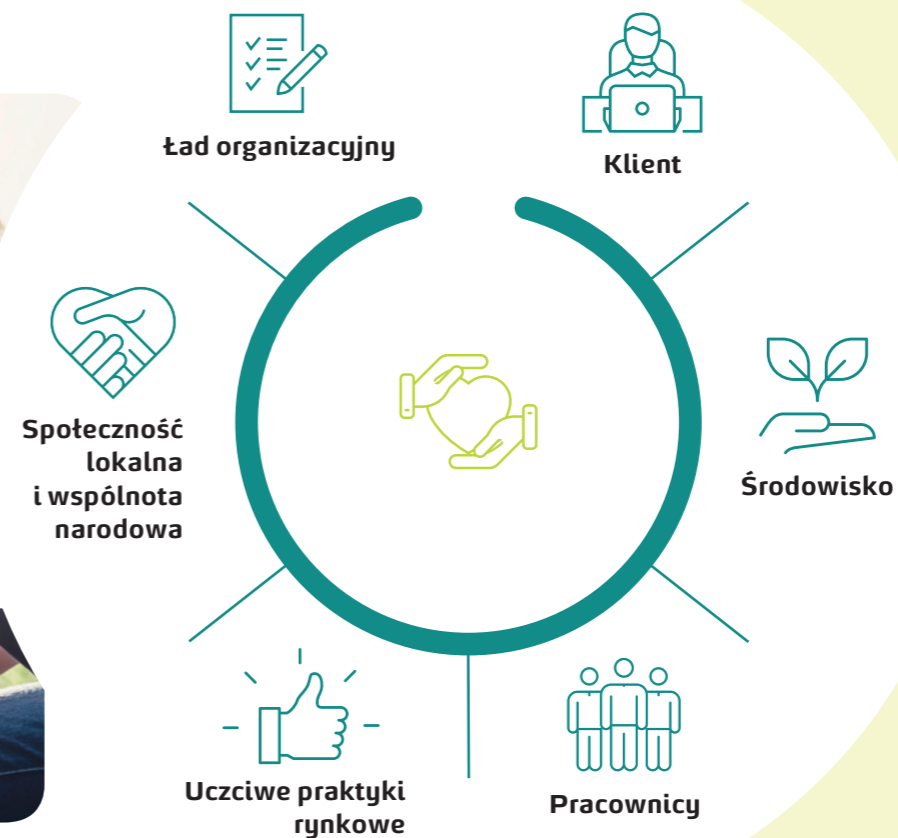 Ład organizacyjny
Klient
Społeczność
lokalna
i wspólnota
narodowa
Środowisko
Uczciwe praktyki
rynkowe
Pracownicy